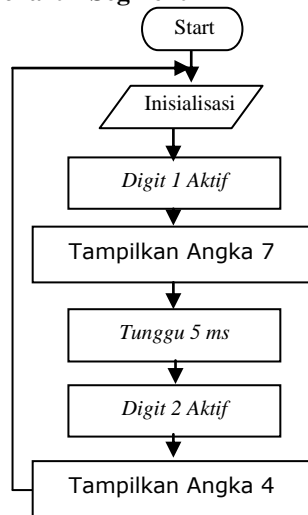 Start
Inisialisasi
Digit 1 Aktif
Tampilkan Angka 7
Tunggu 5 ms
Digit 2 Aktif
Tampilkan Angka 4